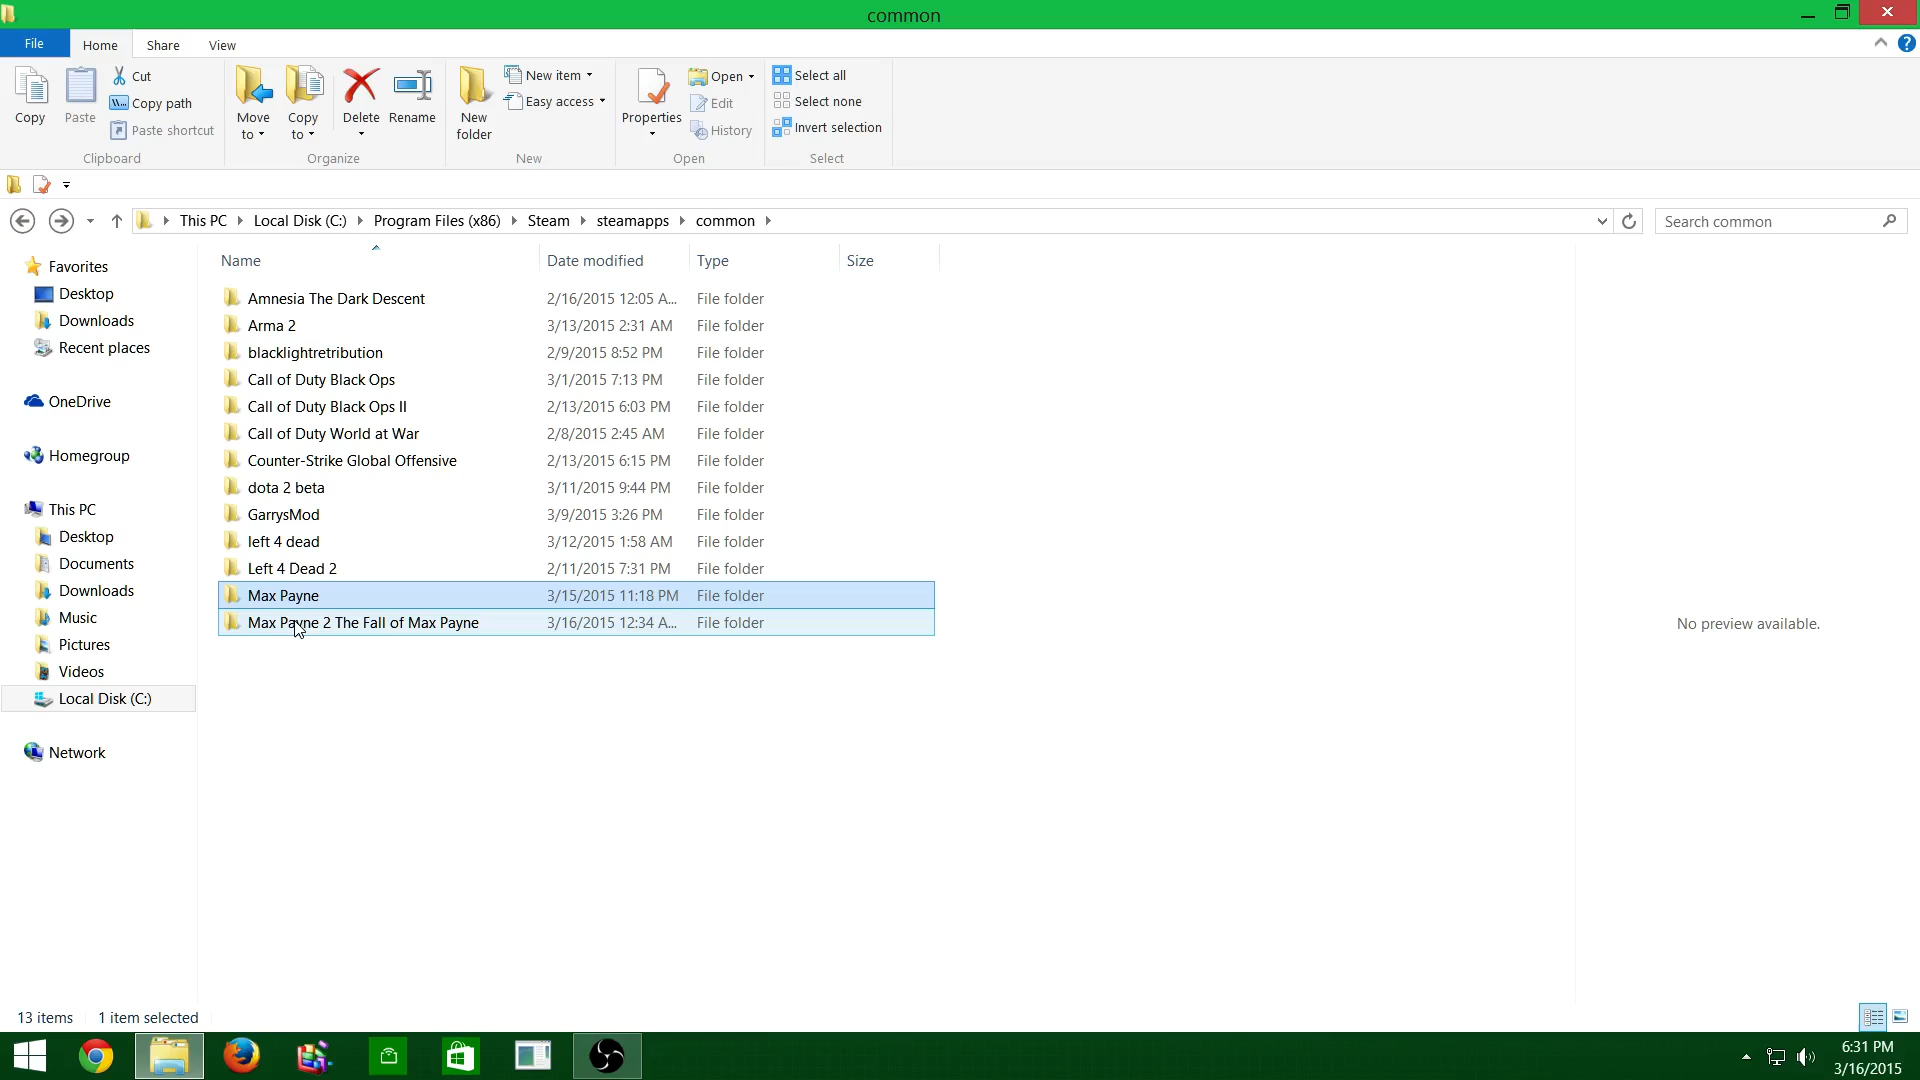 common
File
Home
Share
View
Copy
Paste
Cut
Copy path
Paste shortcut
Clipboard
Move to
Copy to
Delete
Rename
Organize
New folder
New item
Easy access
New
Properties
Open
Edit
History
Open
Select all
Select none
Invert selection
Select
This PC
Local Disk (C:)
Program Files (x86)
Steam
steamapps
common
Search common
Favorites
Desktop
Downloads
Recent places
OneDrive
Homegroup
This PC
Desktop
Documents
Downloads
Music
Pictures
Videos
Local Disk (C:)
Network
Name Date modified Type Size
Amnesia The Dark Descent 2/16/2015 12:05 A... File folder
Arma 2 3/13/2015 2:31 AM File folder
blacklightretribution 2/9/2015 8:52 PM File folder
Call of Duty Black Ops 3/1/2015 7:13 PM File folder
Call of Duty Black Ops II 2/13/2015 6:03 PM File folder
Call of Duty World at War 2/8/2015 2:45 AM File folder
Counter-Strike Global Offensive 2/13/2015 6:15 PM File folder
dota 2 beta 3/11/2015 9:44 PM File folder
GarrysMod 3/9/2015 3:26 PM File folder
left 4 dead 3/12/2015 1:58 AM File folder
Left 4 Dead 2 2/11/2015 7:31 PM File folder
Max Payne 3/15/2015 11:18 PM File folder
Max Payne 2 The Fall of Max Payne 3/16/2015 12:34 A... File folder
No preview available.
13 items 1 item selected
6:31 PM
3/16/2015